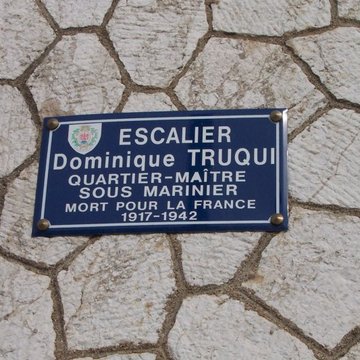 ESCALIER
Dominique TRUQUI
QUARTIER-MAÎTRE
SOUS MARINIER
MORT POUR LA FRANCE
1917-1942